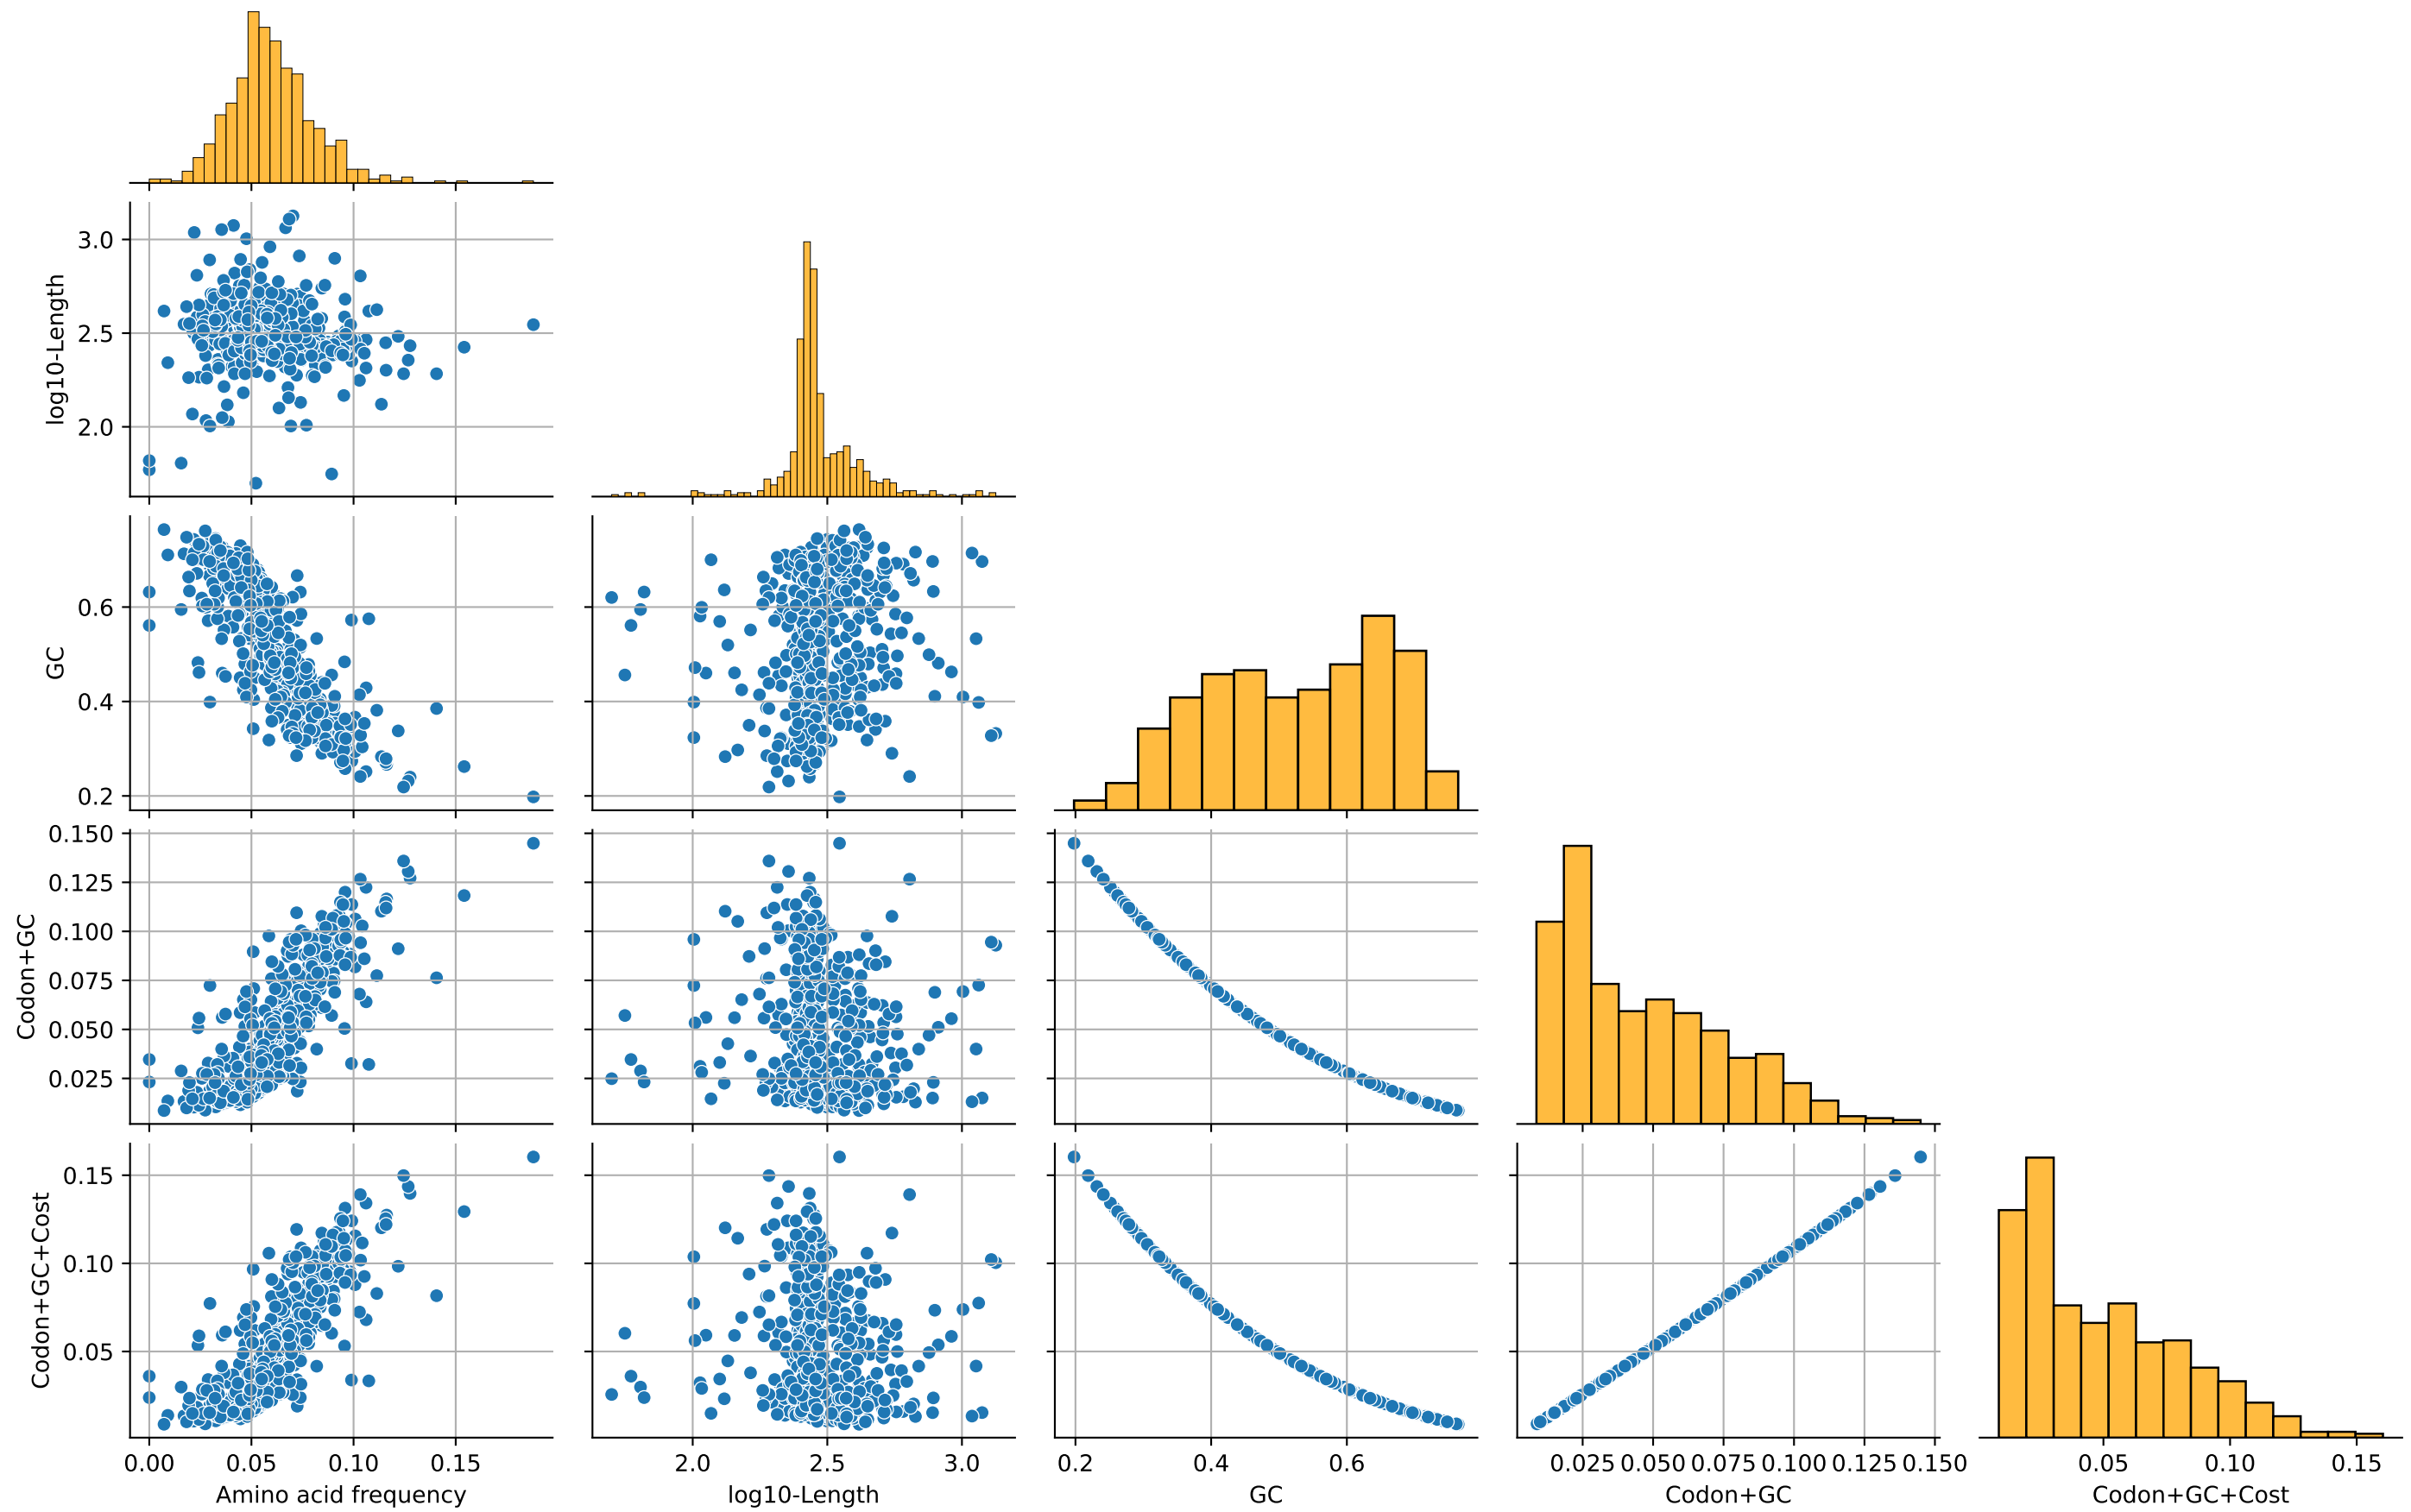 3.0
2.5
2.0
log10-Length
0.6
0.4
0.2
GC
0.150
0.125
0.100
0.075
0.050
0.025
Codon+GC
0.15
0.10
0.05
Codon+GC+Cost
0.00 0.05 0.10 0.15
2.0 2.5 3.0
0.2 0.4 0.6
0.025 0.050 0.075 0.100 0.125 0.150
0.05 0.10 0.15
Amino acid frequency
log10-Length
GC
Codon+GC
Codon+GC+Cost